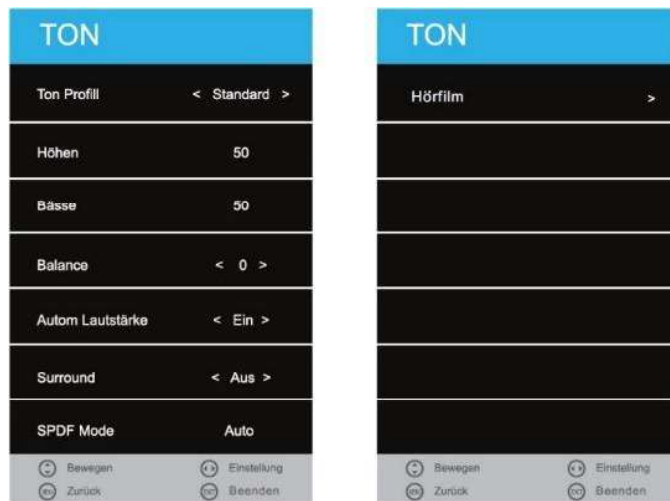 TON
Ton Profill < Standard >
Höhen 50
Bässe 50
Balance < 0 >
Autom Lautstärke < Ein >
Surround < Aus >
SPDF Mode Auto
Bewegen Einstellung
Zurück Beenden
TON
Hörfilm >
Bewegen Einstellung
Zurück Beenden